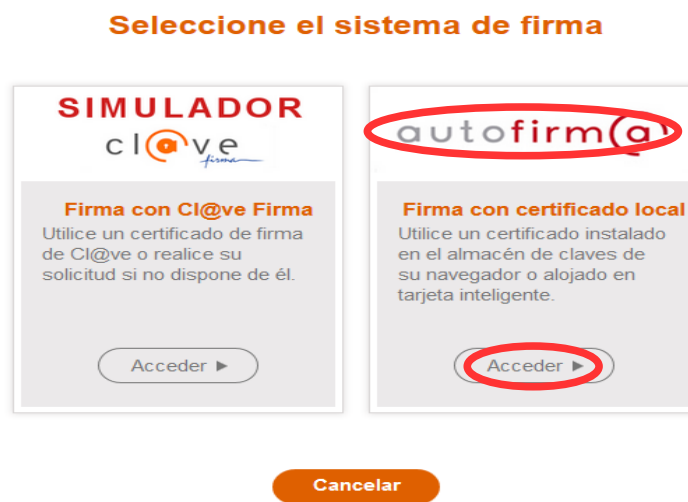 Seleccione el sistema de firma
SIMULADOR
cl@ve
firma
Firma con Cl@ve Firma
Utilice un certificado de firma
de Cl@ve o realice su
solicitud si no dispone de él.
Acceder ►
autofirm@
Firma con certificado local
Utilice un certificado instalado
en el almacén de claves de
su navegador o alojado en
tarjeta inteligente.
Acceder ►
Cancelar